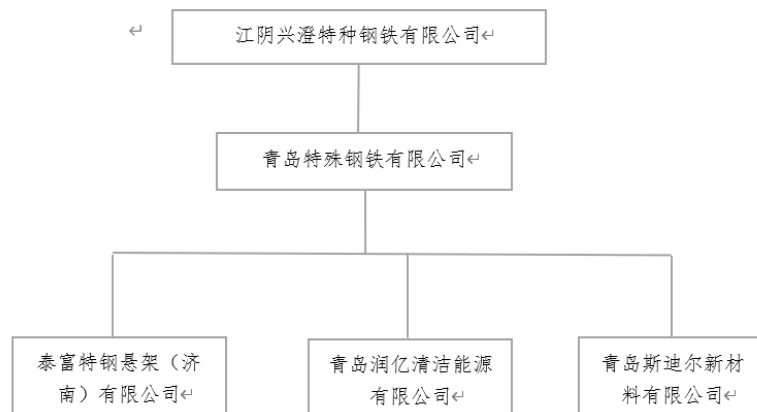 江阴兴澄特种钢铁有限公司
青岛特殊钢铁有限公司
泰富特钢悬架（济
南）有限公司
青岛润亿清洁能源
有限公司
青岛斯迪尔新材
料有限公司